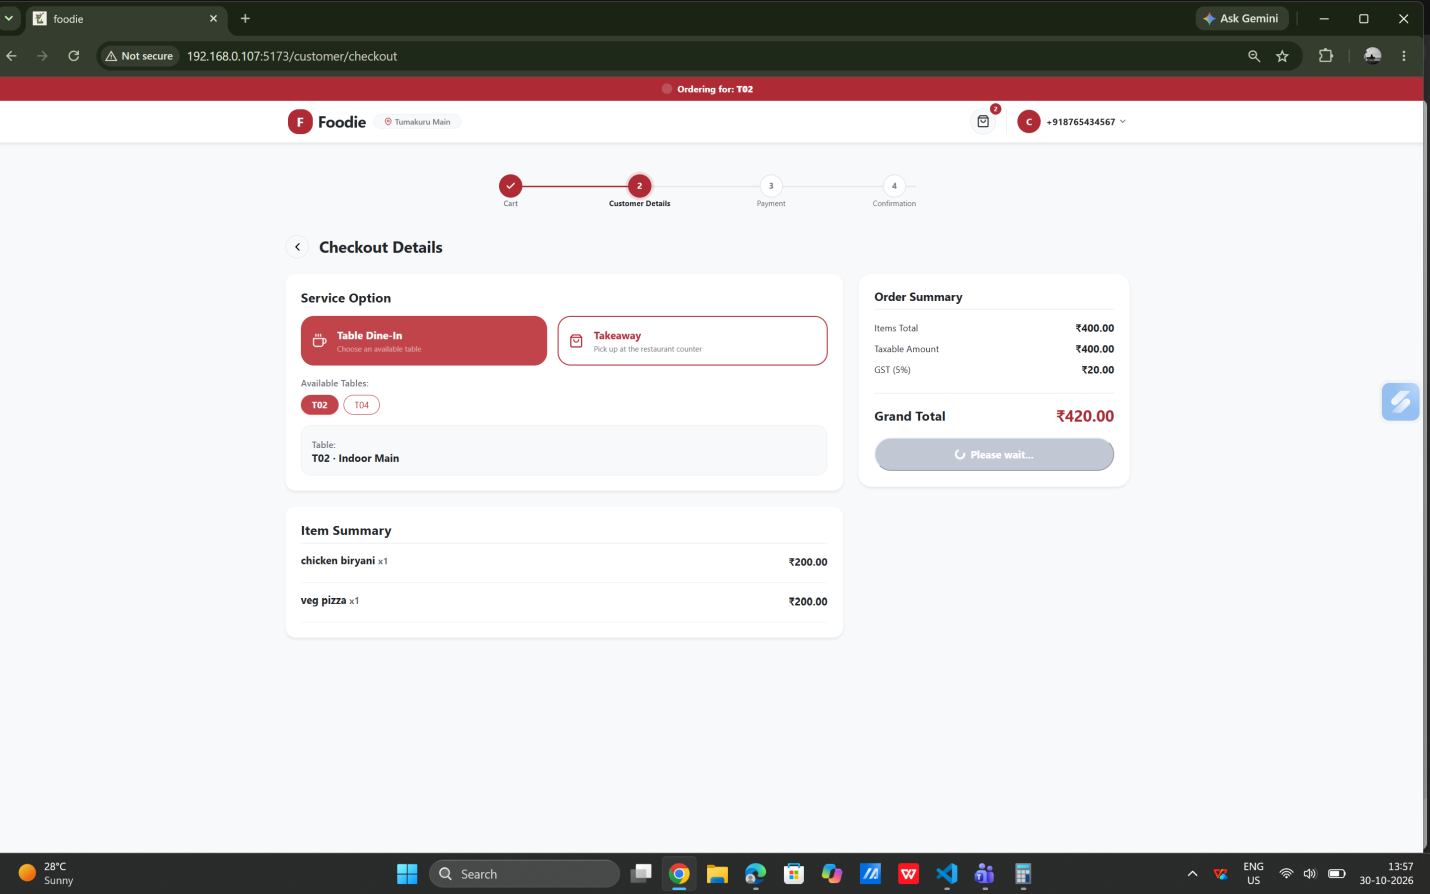 foodie
Ask Gemini
Not secure
192.168.0.107:5173/customer/checkout
Ordering for: T02
F Foodie
Tumakuru Main
2
C
+918765434567
2
3
4
Cart
Customer Details
Payment
Confirmation
Checkout Details
Service Option
Table Dine-In
Choose an available table
Takeaway
Pick up at the restaurant counter
Available Tables:
T02
T04
Table:
T02 · Indoor Main
Order Summary
Items Total ₹400.00
Taxable Amount ₹400.00
GST (5%) ₹20.00
Grand Total ₹420.00
Please wait...
Item Summary
chicken biryani x1 ₹200.00
veg pizza x1 ₹200.00
28°C
Sunny
Search
ENG
US
13:57
30-10-2026